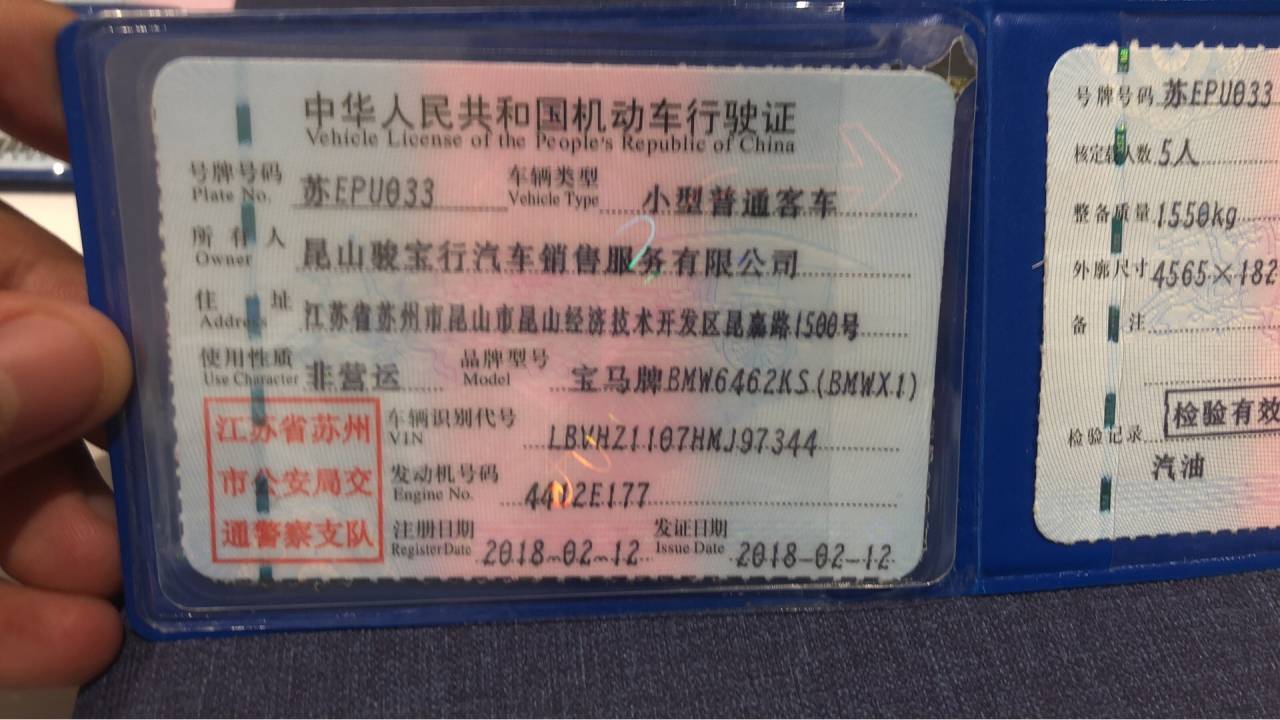 中华人民共和国机动车行驶证
Vehicle License of the People's Republic of China
号牌号码 苏EPU033 车辆类型 小型普通客车
Plate No. Vehicle Type
所有人 昆山骏宝行汽车销售服务有限公司
Owner
住址 江苏省苏州市昆山市昆山经济技术开发区昆嘉路1500号
Address
使用性质 非营运 品牌型号 宝马牌BMW6462KS(BMWX1)
Use Character Model
江苏省苏州
市公安局交
通警察支队
车辆识别代号 LBVHZ1107HMJ97344
VIN
发动机号码 4412E177
Engine No.
注册日期 2018-02-12 发证日期 2018-02-12
Register Date Issue Date
号牌号码 苏EPU033
核定载人数 5人
整备质量 1550kg
外廓尺寸 4565×182
备注
检验有效
检验记录
汽油